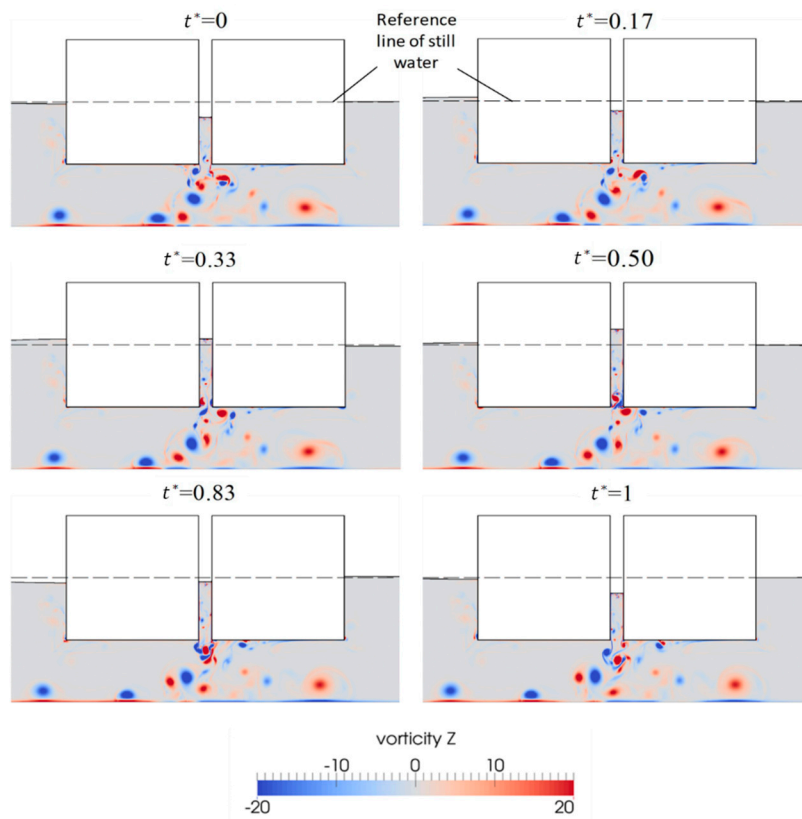 t*=0
Reference
line of still
water
t*=0.17
t*=0.33
t*=0.50
t*=0.83
t*=1
vorticity Z
-10 0 10
-20 20